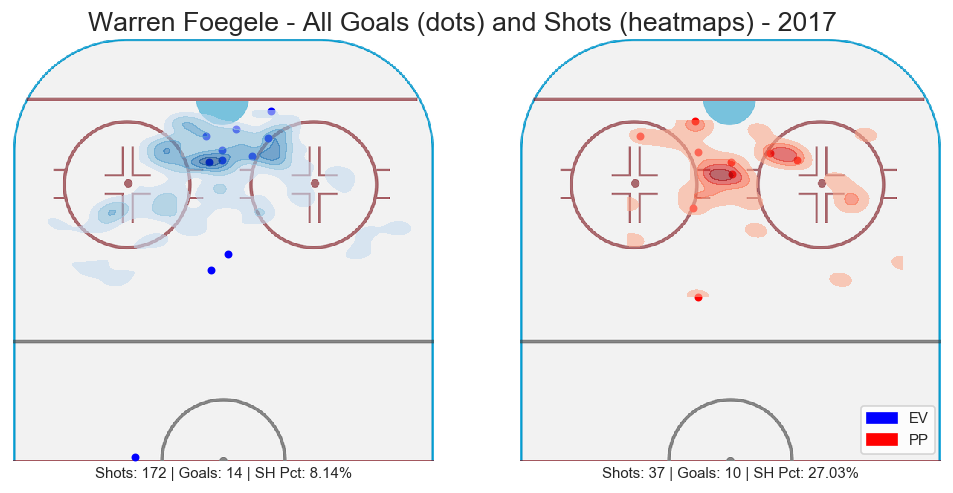 Warren Foegele - All Goals (dots) and Shots (heatmaps) - 2017
EV
PP
Shots: 172 | Goals: 14 | SH Pct: 8.14%
Shots: 37 | Goals: 10 | SH Pct: 27.03%